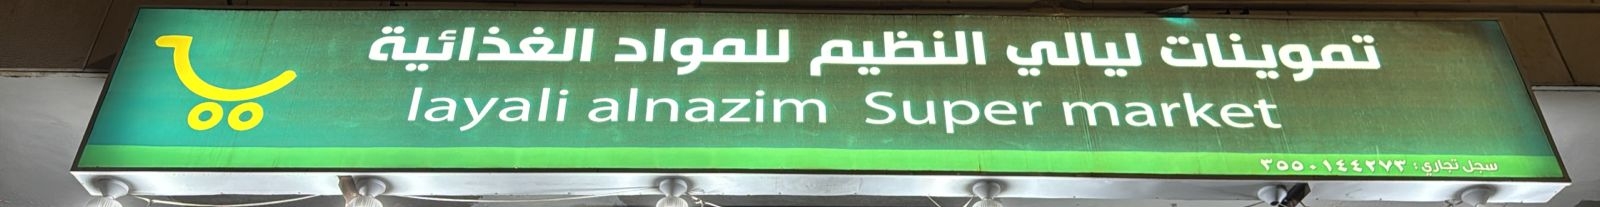 تموينات ليالي النظيم للمواد الغذائية
layali alnazim Super market
سجل تجاري: ٣٥٥٠١٤٤٢٧٣